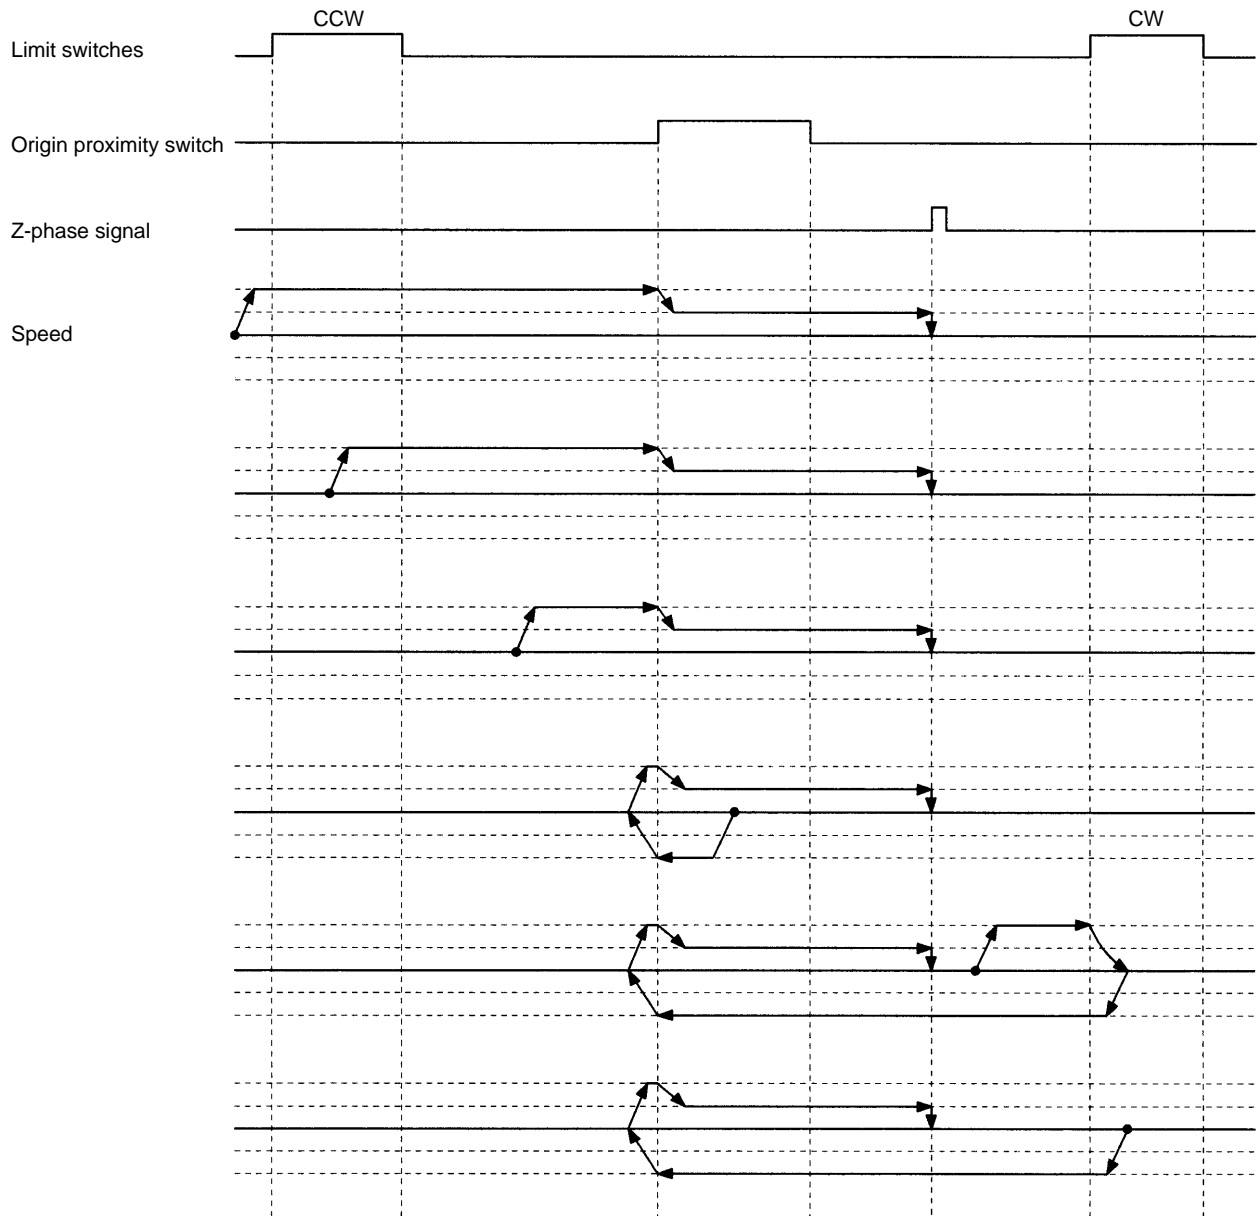 CCW
CW
Limit switches
Origin proximity switch
Z-phase signal
Speed